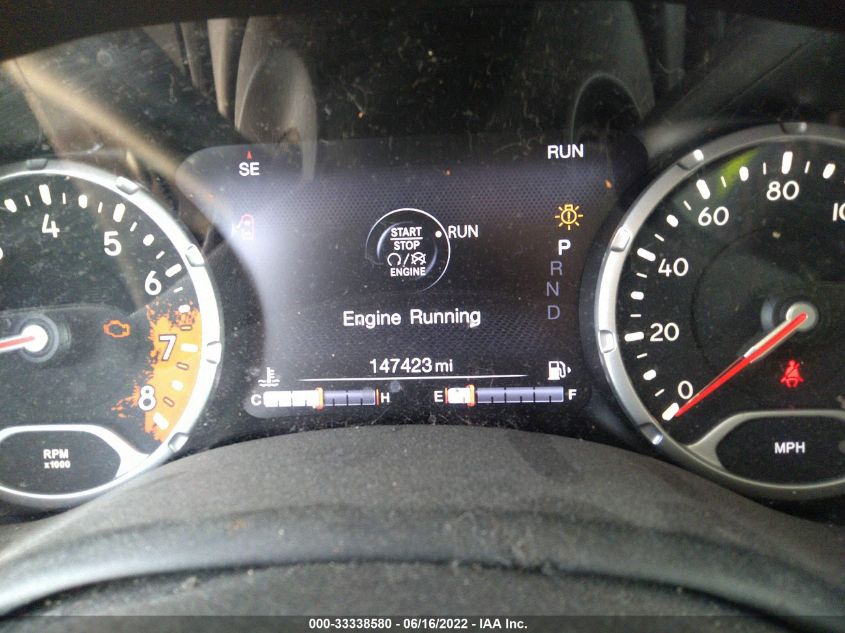 SE
RUN
START
STOP
ENGINE
RUN
P
R
N
D
Engine Running
147423 mi
C H
E F
4
5
6
7
8
RPM
x1000
0
20
40
60
80
MPH
000-33338580 - 06/16/2022 - IAA Inc.